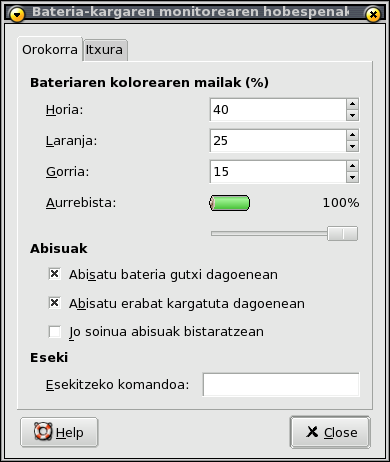 Bateria-kargaren monitorearen hobespenak
Orokorra Itxura
Bateriaren kolorearen mailak (%)
Horia: 40
Laranja: 25
Gorria: 15
Aurrebista: 100%
Abisuak
Abisatu bateria gutxi dagoenean
Abisatu erabat kargatuta dagoenean
Jo soinua abisuak bistaratzean
Eseki
Esekitzeko komandoa:
Help Close